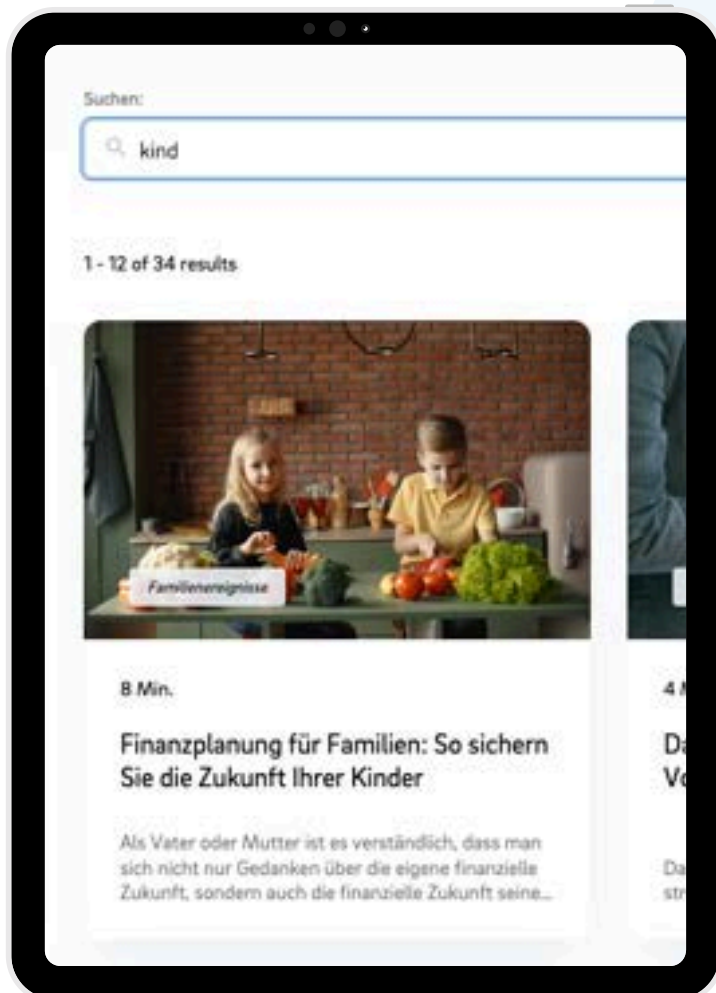 Suchen:
kind
1 - 12 of 34 results
Familienereignisse
8 Min.
Finanzplanung für Familien: So sichern
Sie die Zukunft Ihrer Kinder
Als Vater oder Mutter ist es verständlich, dass man
sich nicht nur Gedanken über die eigene finanzielle
Zukunft, sondern auch die finanzielle Zukunft seine...
4
Da